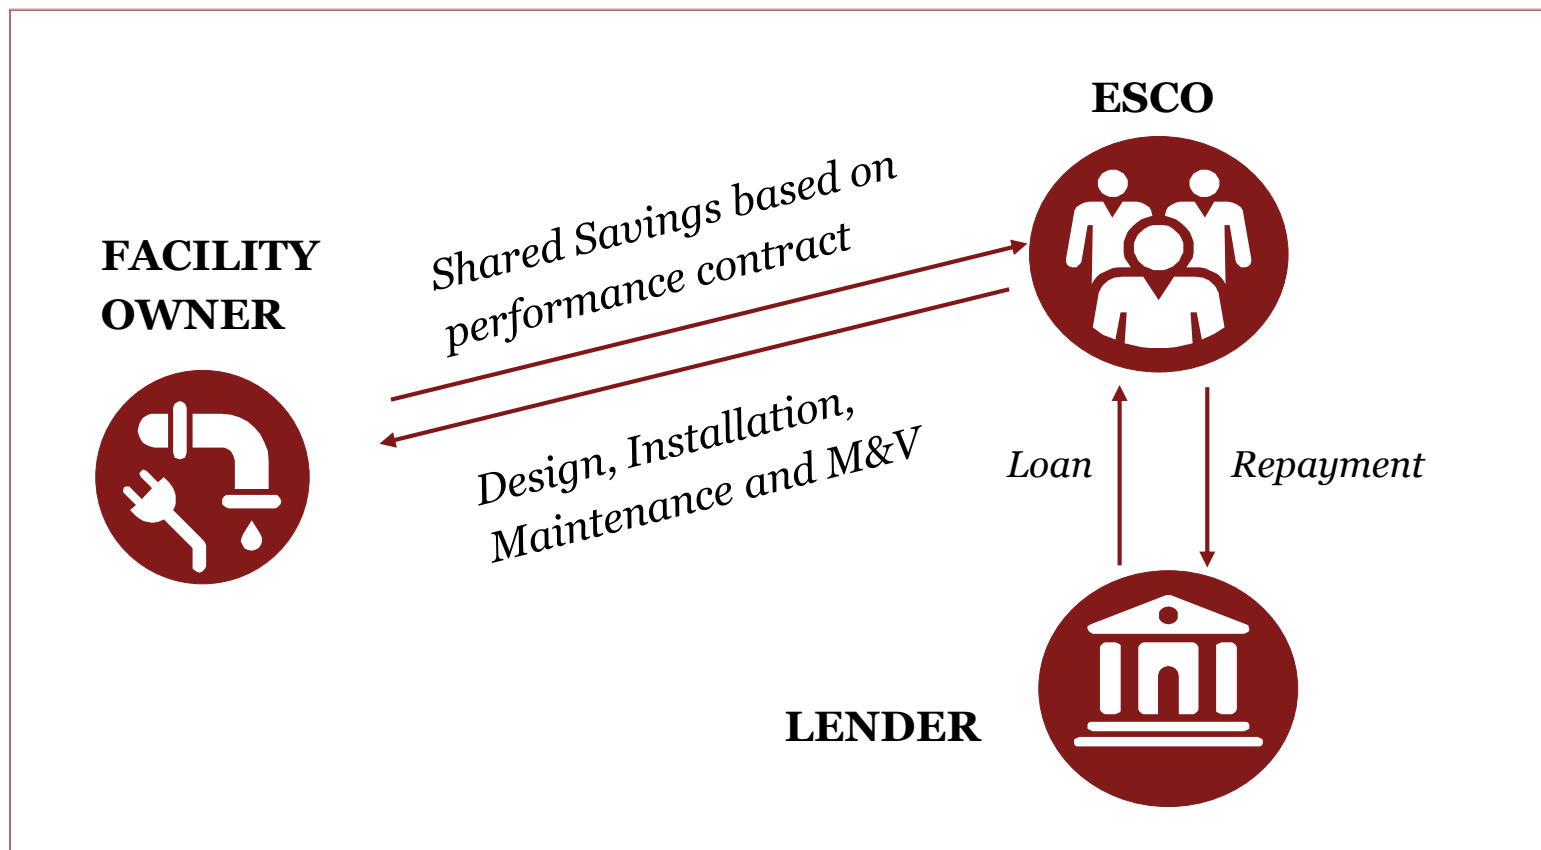 ESCO
Shared Savings based on
performance contract
FACILITY
OWNER
Design, Installation,
Maintenance and M&V
Loan
Repayment
LENDER